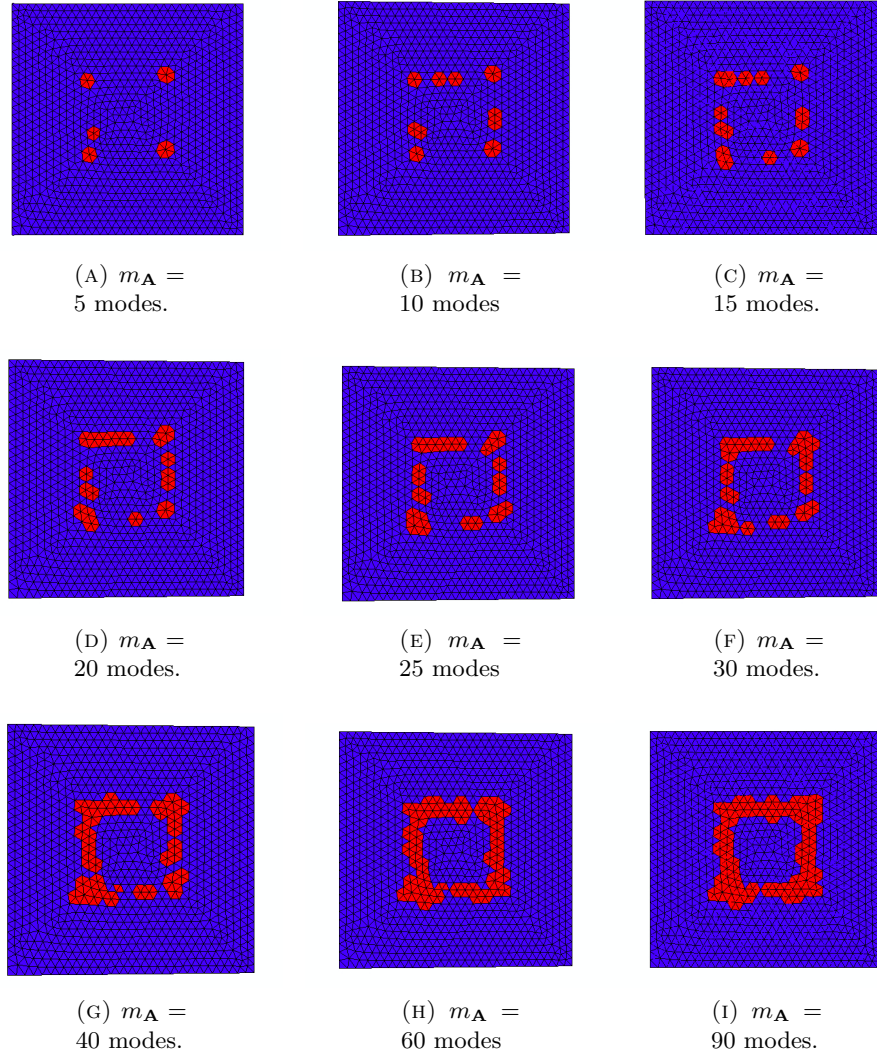 (A) m_A =
5 modes.
(B) m_A =
10 modes
(C) m_A =
15 modes.
(D) m_A =
20 modes.
(E) m_A =
25 modes
(F) m_A =
30 modes.
(G) m_A =
40 modes.
(H) m_A =
60 modes
(I) m_A =
90 modes.